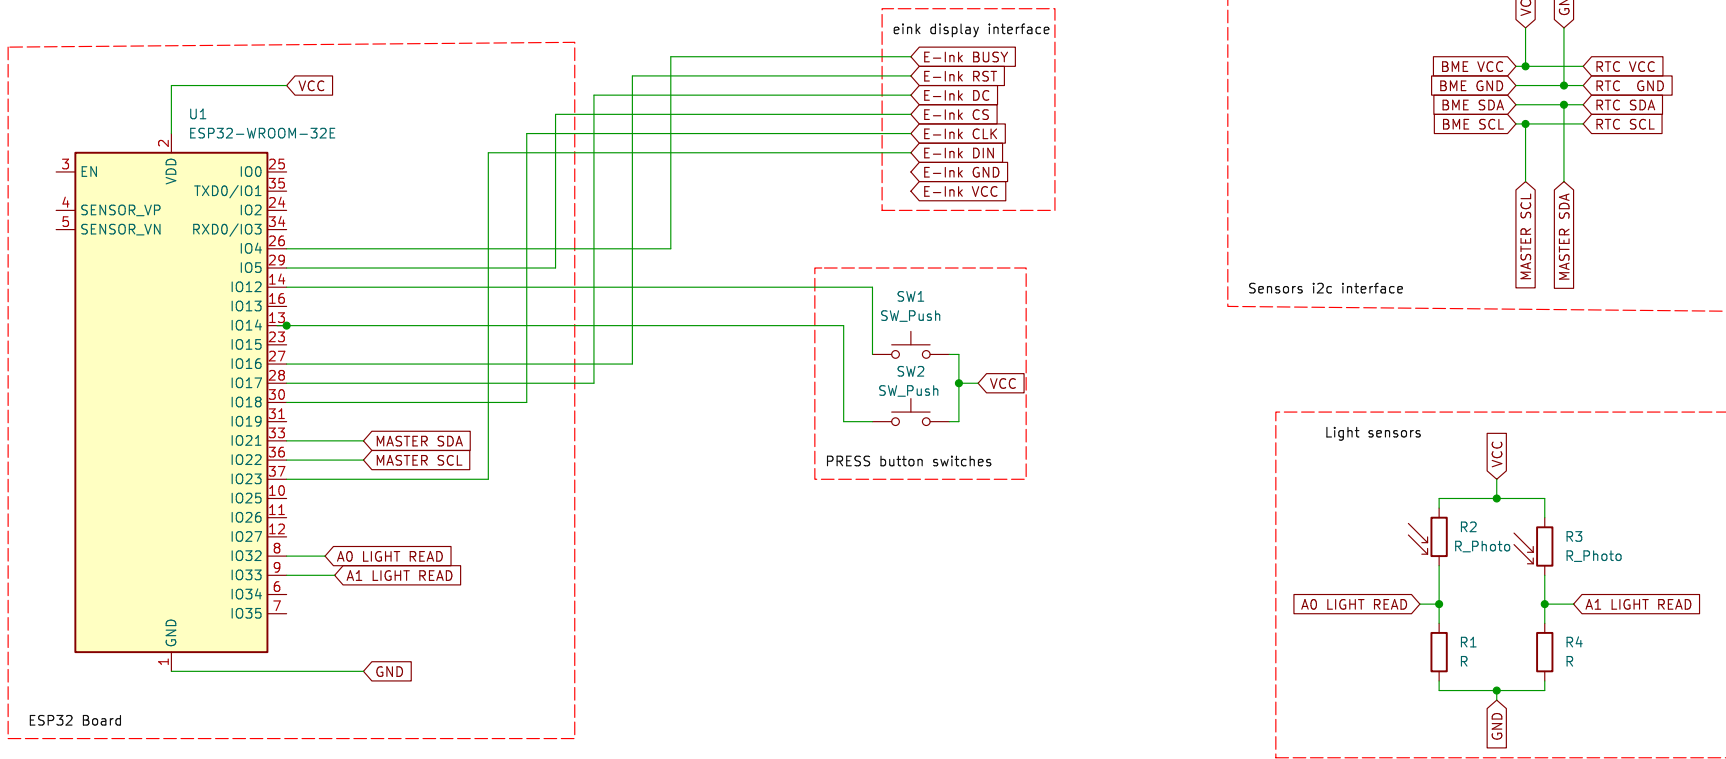 VCC
U1
ESP32-WROOM-32E
2
VDD
3
EN
4
SENSOR_VP
5
SENSOR_VN
IO0
25
TXD0/IO1
35
IO2
24
RXD0/IO3
34
IO4
26
IO5
29
IO12
14
IO13
16
IO14
13
IO15
23
IO16
27
IO17
28
IO18
30
IO19
31
IO21
33
MASTER SDA
IO22
36
MASTER SCL
IO23
37
IO25
10
IO26
11
IO27
12
IO32
8
A0 LIGHT READ
IO33
9
A1 LIGHT READ
IO34
6
IO35
7
GND
1
GND
ESP32 Board
eink display interface
E-Ink BUSY
E-Ink RST
E-Ink DC
E-Ink CS
E-Ink CLK
E-Ink DIN
E-Ink GND
E-Ink VCC
SW1
SW_Push
SW2
SW_Push
VCC
PRESS button switches
BME VCC
RTC VCC
BME GND
RTC  GND
BME SDA
RTC SDA
BME SCL
RTC SCL
MASTER SCL
MASTER SDA
Sensors i2c interface
Light sensors
VCC
R2
R_Photo
R3
R_Photo
A0 LIGHT READ
A1 LIGHT READ
R1
R
R4
R
GND